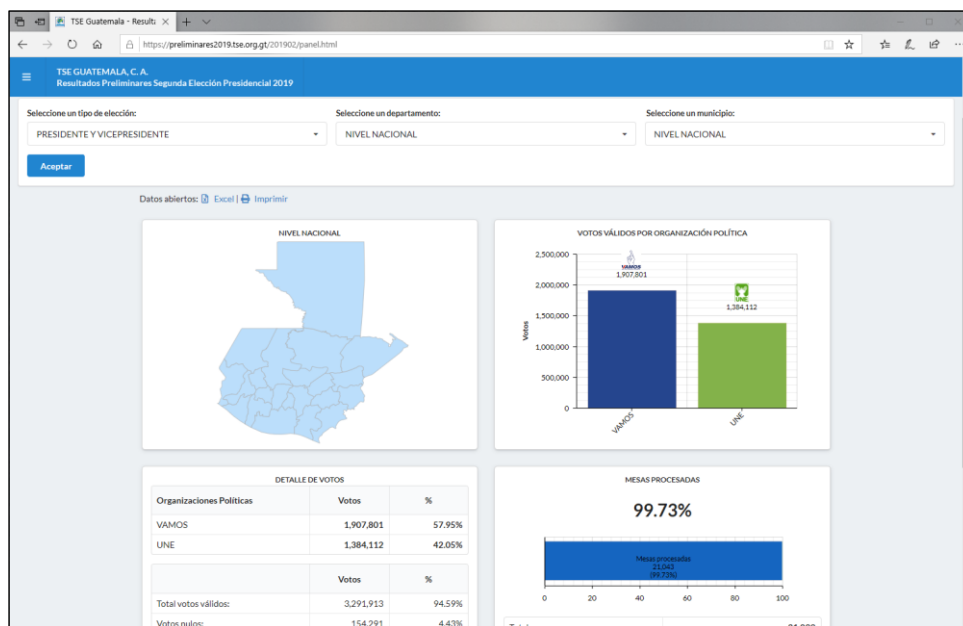 TSE Guatemala - Result
https://preliminares2019.tse.org.gt/201902/panel.html
TSE GUATEMALA, C. A.
Resultados Preliminares Segunda Elección Presidencial 2019
Seleccione un tipo de elección: Seleccione un departamento: Seleccione un municipio:
PRESIDENTE Y VICEPRESIDENTE NIVEL NACIONAL NIVEL NACIONAL
Aceptar
Datos abiertos: Excel | Imprimir
NIVEL NACIONAL
VOTOS VÁLIDOS POR ORGANIZACIÓN POLÍTICA
2,500,000
2,000,000
1,500,000
1,000,000
500,000
0
Votos
VAMOS
1,907,801
UNE
1,384,112
VAMOS
UNE
DETALLE DE VOTOS
Organizaciones Políticas Votos %
VAMOS 1,907,801 57.95%
UNE 1,384,112 42.05%
Votos %
Total votos válidos: 3,291,913 94.59%
Votos nulos: 154,291 4.43%
MESAS PROCESADAS
99.73%
Mesas procesadas
21,043
(99.73%)
0 20 40 60 80 100